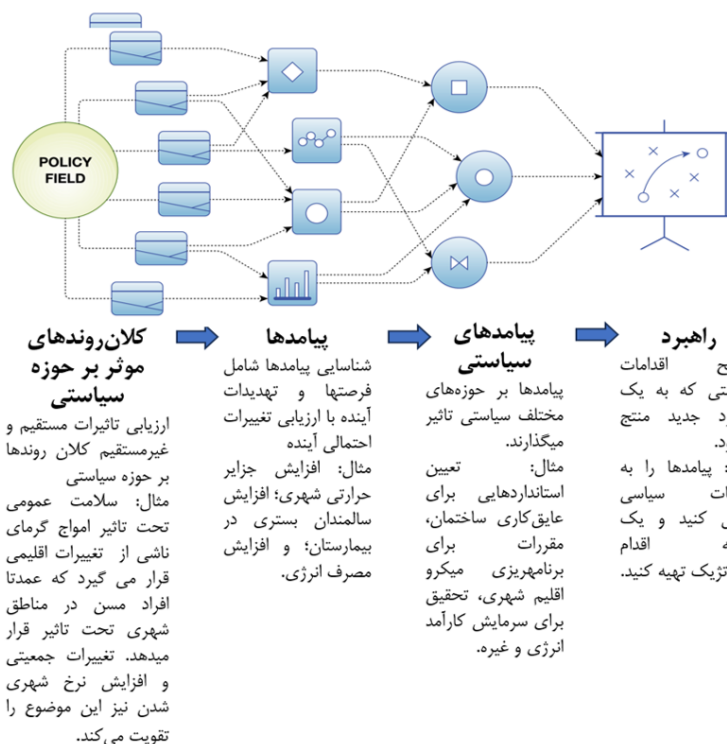 POLICY
FIELD
کلان‌روندهای
موثر بر حوزه
سیاستی
ارزیابی تاثیرات مستقیم و
غیرمستقیم کلان روندها
بر حوزه سیاستی
مثال: سلامت عمومی
تحت تاثیر امواج گرمای
ناشی از تغییرات اقلیمی
قرار می گیرد که عمدتا
افراد مسن در مناطق
شهری تحت تاثیر قرار
میدهد. تغییرات جمعیتی
و افزایش نرخ شهری
شدن نیز این موضوع را
تقویت می‌کند.
پیامدها
شناسایی پیامدها شامل
فرصتها و تهدیدات
آینده با ارزیابی تغییرات
احتمالی آینده
مثال: افزایش جزایر
حرارتی شهری؛ افزایش
سالمندان بستری در
بیمارستان؛ و افزایش
مصرف انرژی.
پیامدهای
سیاستی
پیامدها بر حوزه‌های
مختلف سیاستی تاثیر
میگذارند.
مثال: تعیین
استانداردهایی برای
عایق‌کاری ساختمان،
مقررات برای
برنامهریزی میکرو
اقلیم شهری، تحقیق
برای سرمایش کارآمد
انرژی و غیره.
راهبرد
اقدامات
که به یک
جدید منتج
پیامدها را به
سیاسی
کنید و یک
اقدام
تهیه کنید.